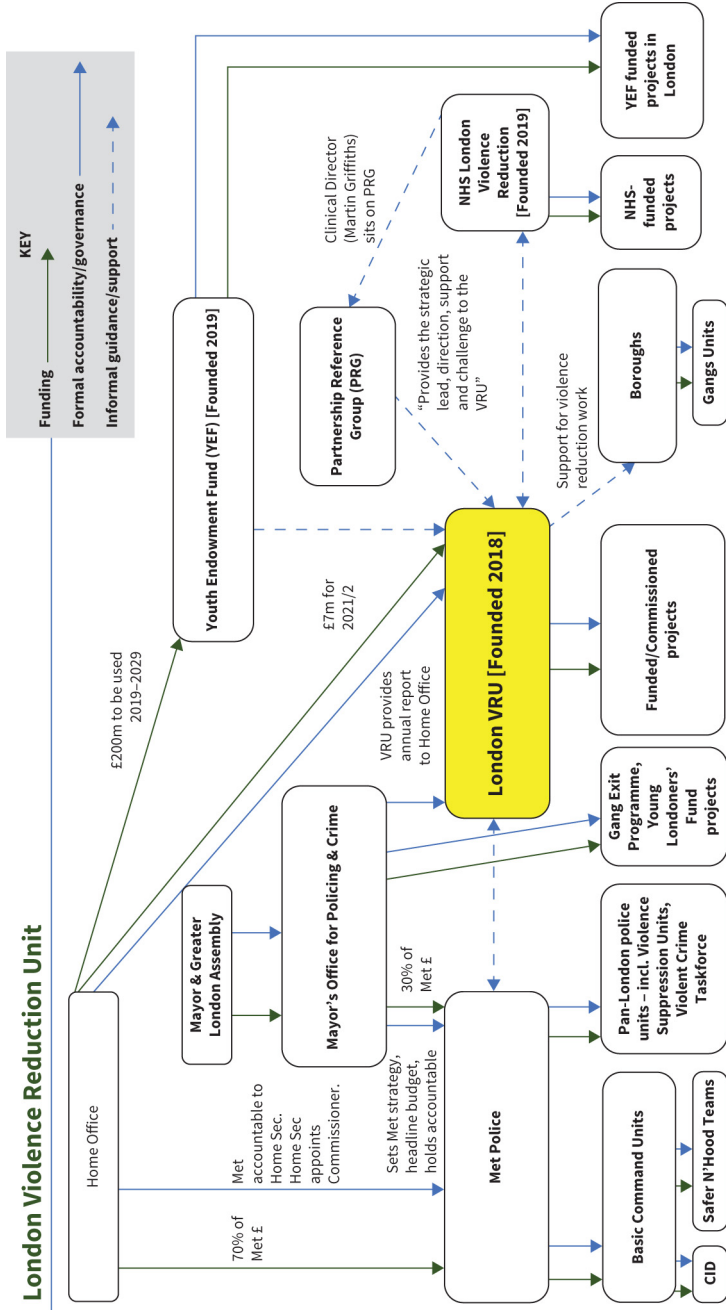 London Violence Reduction Unit
KEY
Funding
Formal accountability/governance
Informal guidance/support
Home Office
£200m to be used
2019–2029
Youth Endowment Fund (YEF) [Founded 2019]
Mayor & Greater
London Assembly
70% of
Met £
Met
accountable to
Home Sec.
Home Sec
appoints
Commissioner.
Mayor's Office for Policing & Crime
£7m for
2021/2
VRU provides
annual report
to Home Office
Partnership Reference
Group (PRG)
Clinical Director
(Martin Griffiths)
sits on PRG
Sets Met strategy,
headline budget,
holds accountable
30% of
Met £
“Provides the strategic
lead, direction, support
and challenge to the
VRU”
NHS London
Violence
Reduction
[Founded 2019]
Met Police
London VRU [Founded 2018]
Support for violence
reduction work
Basic Command Units
Pan-London police
units – incl. Violence
Suppression Units,
Violent Crime
Taskforce
Gang Exit
Programme,
Young
Londoners’
Fund
projects
Funded/Commissioned
projects
Boroughs
NHS-
funded
projects
YEF funded
projects in
London
CID
Safer N’Hood Teams
Gangs Units